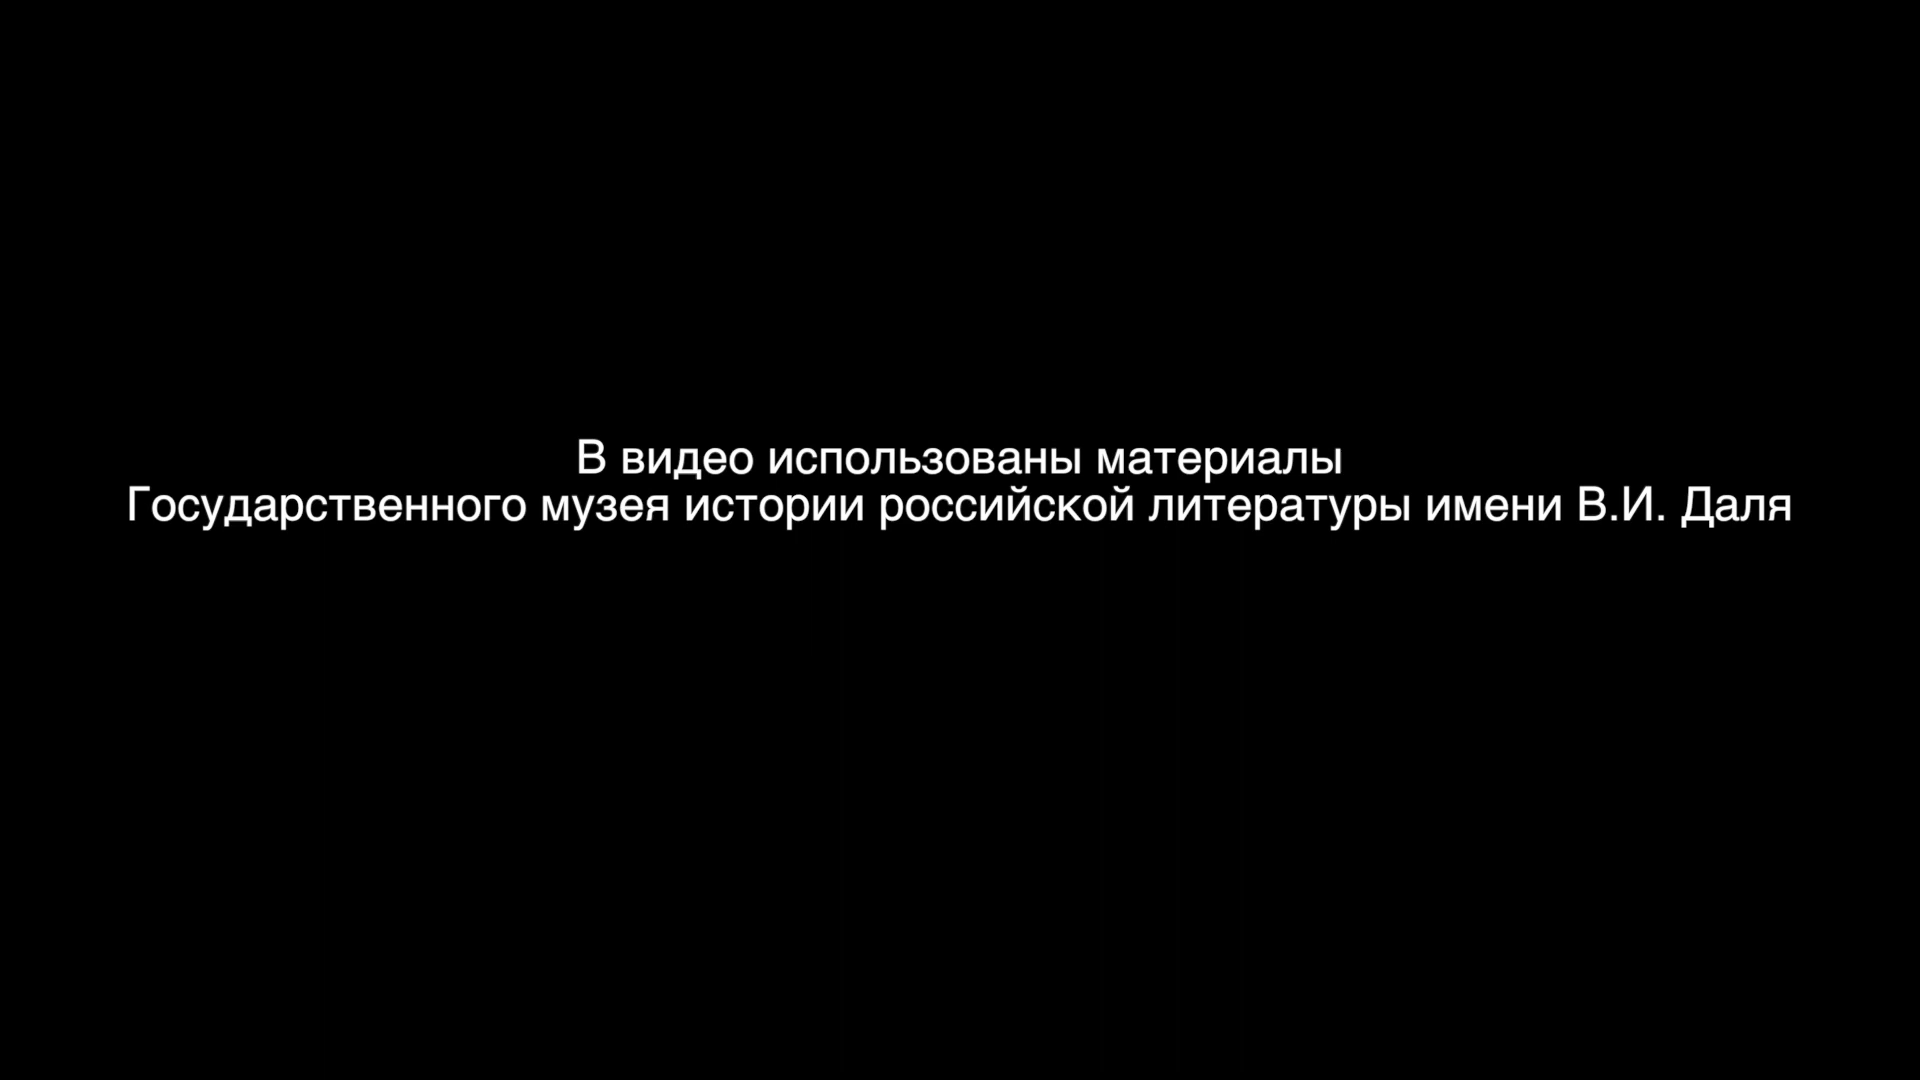 В видео использованы материалы
Государственного музея истории российской литературы имени В.И. Даля